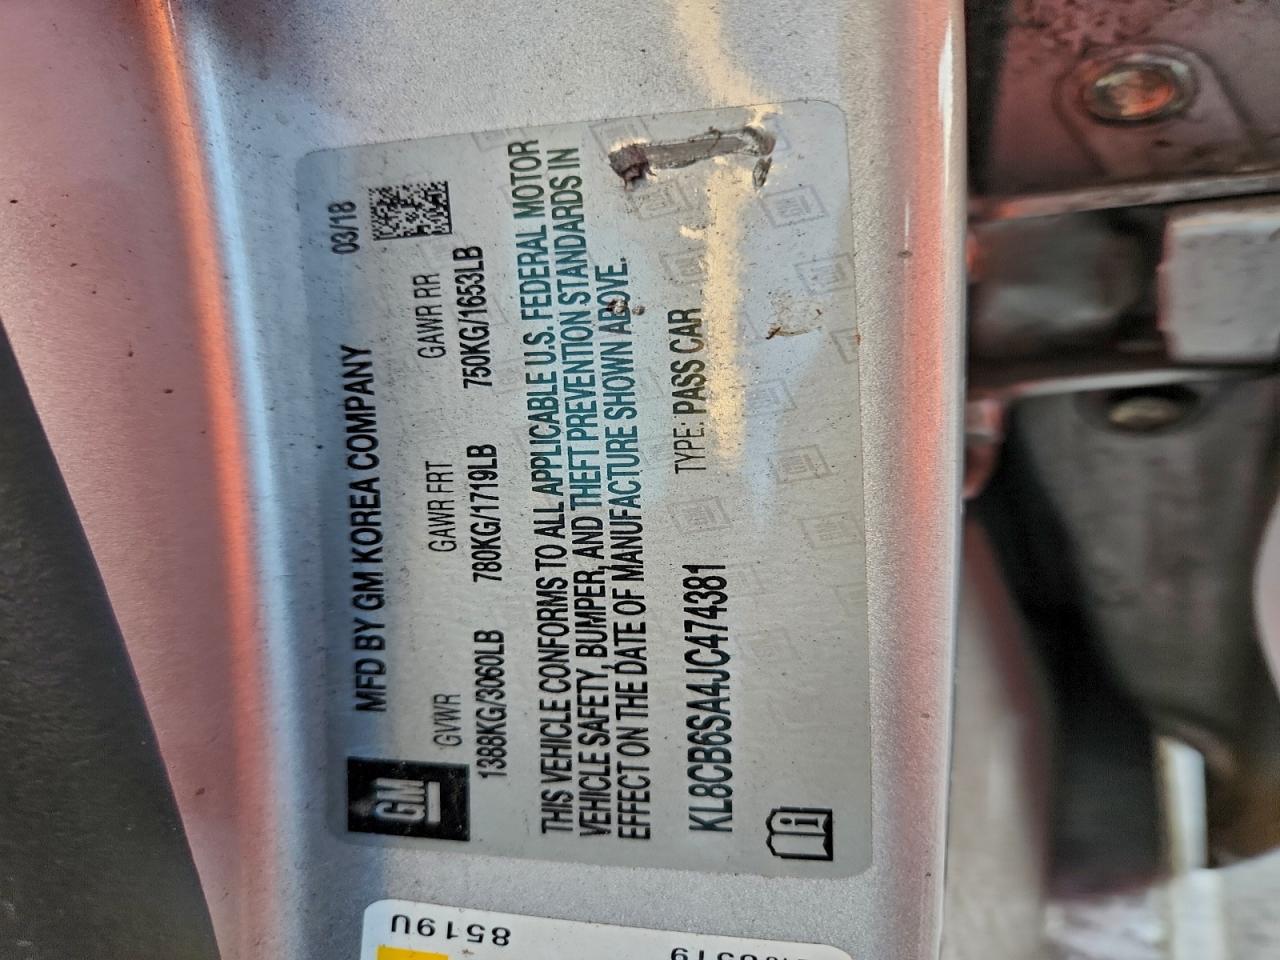 MFD BY GM KOREA COMPANY 03/18
GM
GVWR GAWR FRT GAWR RR
1388KG/3060LB 780KG/1719LB 750KG/1653LB
THIS VEHICLE CONFORMS TO ALL APPLICABLE U.S. FEDERAL MOTOR
VEHICLE SAFETY, BUMPER, AND THEFT PREVENTION STANDARDS IN
EFFECT ON THE DATE OF MANUFACTURE SHOWN ABOVE.
KL8CB6SA4JC474381 TYPE: PASS CAR
8519U